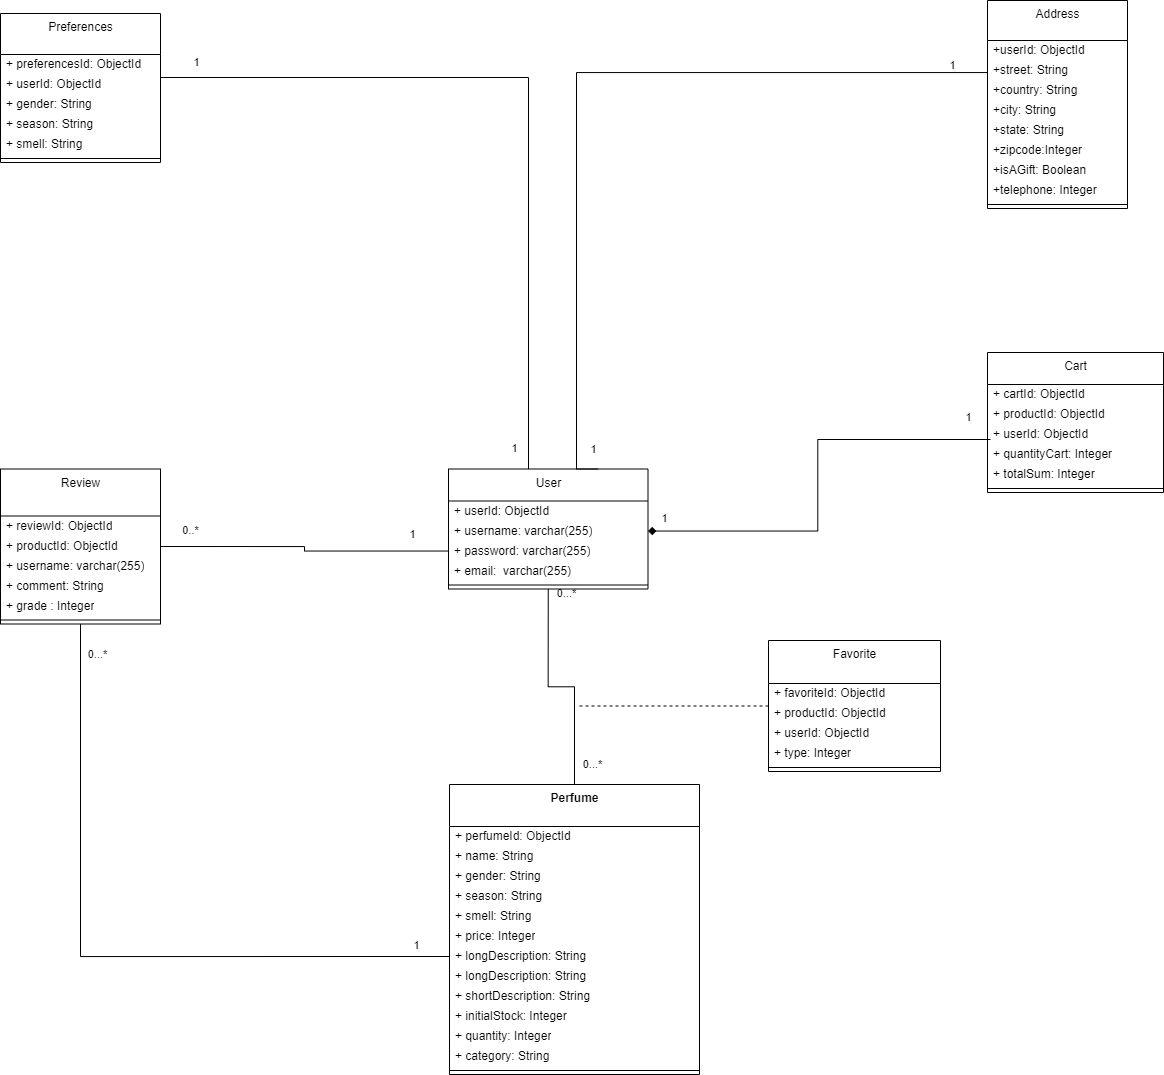 Preferences
+ preferencesId: ObjectId
+ userId: ObjectId
+ gender: String
+ season: String
+ smell: String
1
1
Address
+userId: ObjectId
+street: String
+country: String
+city: String
+state: String
+zipcode:Integer
+isAGift: Boolean
+telephone: Integer
Cart
+ cartId: ObjectId
+ productId: ObjectId
+ userId: ObjectId
+ quantityCart: Integer
+ totalSum: Integer
1
1
1
Review
+ reviewId: ObjectId
+ productId: ObjectId
+ username: varchar(255)
+ comment: String
+ grade : Integer
0..*
1
User
+ userId: ObjectId
+ username: varchar(255)
+ password: varchar(255)
+ email:  varchar(255)
1
0...*
0...*
Favorite
+ favoriteId: ObjectId
+ productId: ObjectId
+ userId: ObjectId
+ type: Integer
0...*
Perfume
+ perfumeId: ObjectId
+ name: String
+ gender: String
+ season: String
+ smell: String
+ price: Integer
+ longDescription: String
+ longDescription: String
+ shortDescription: String
+ initialStock: Integer
+ quantity: Integer
+ category: String
1